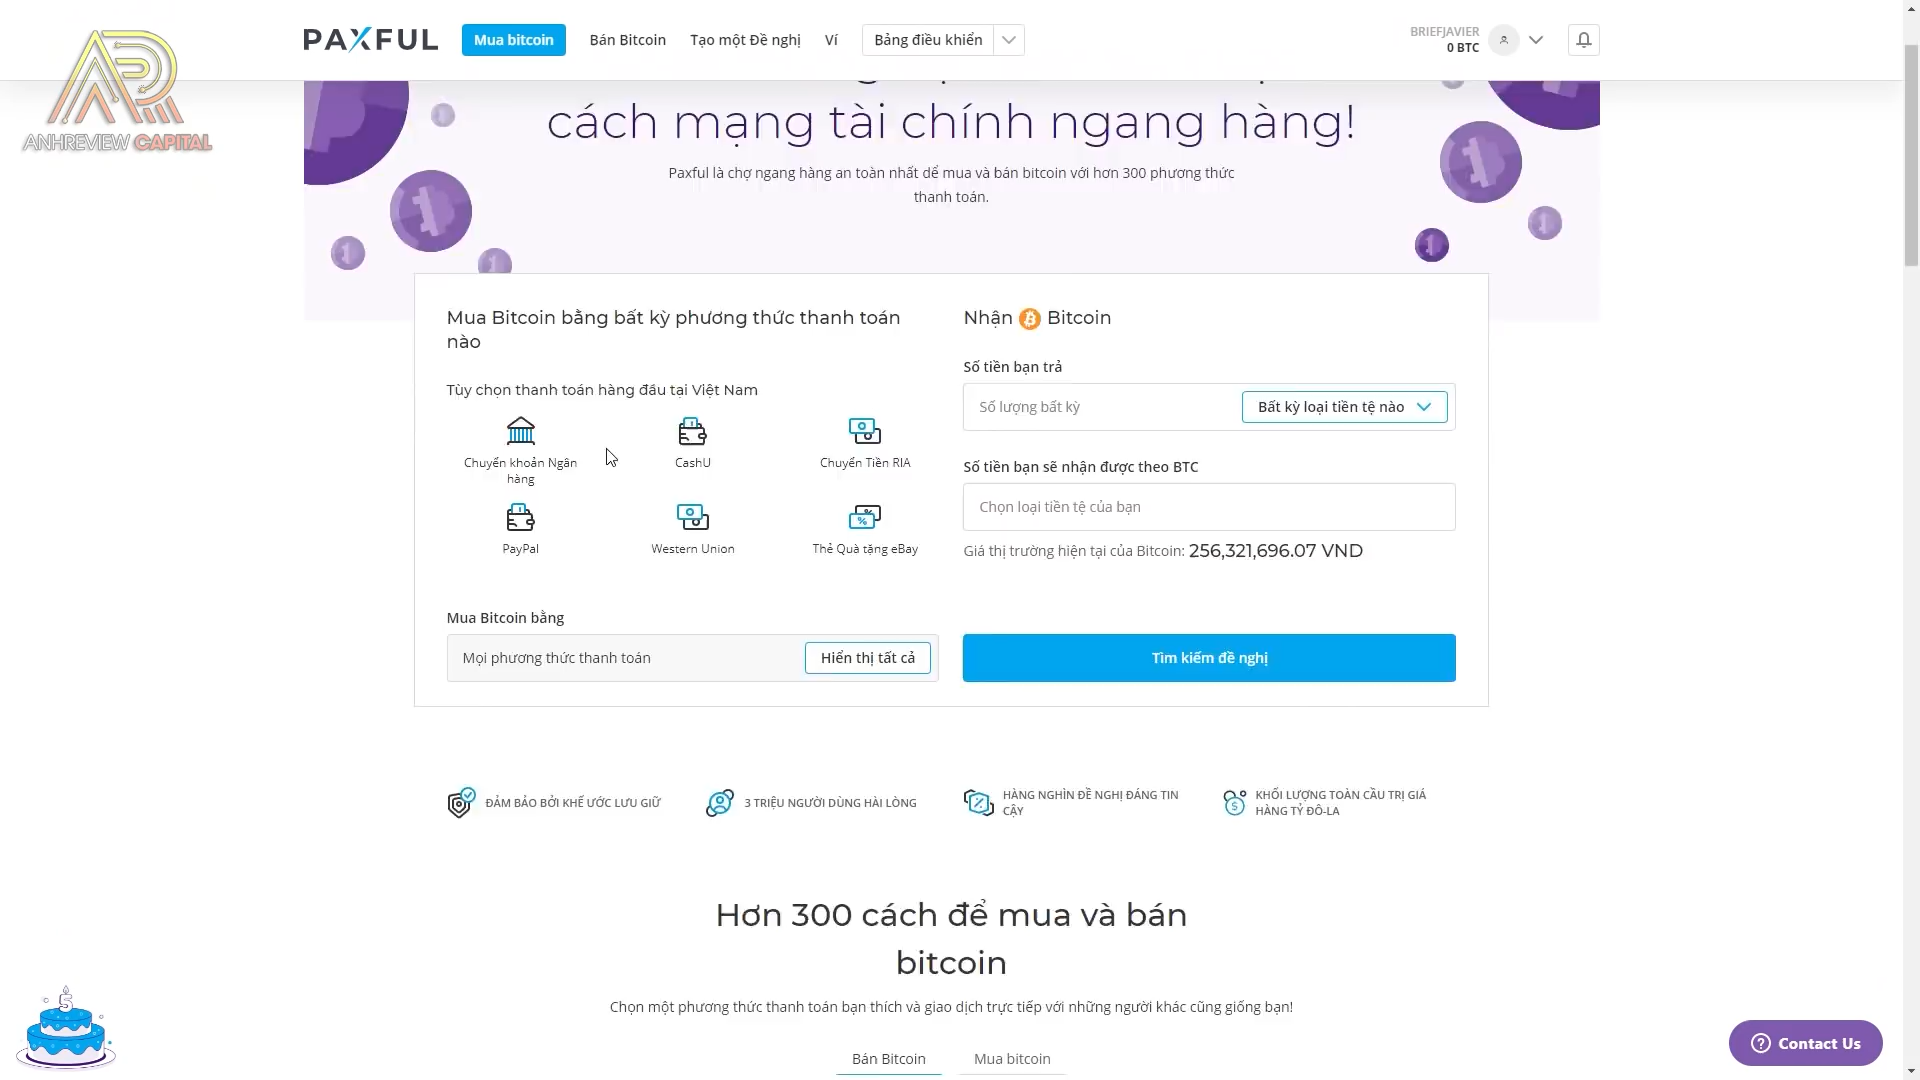 PAXFUL
Mua bitcoin
Bán Bitcoin
Tạo một Đề nghị
Ví
Bảng điều khiển
BRIEFJAVIER
0 BTC
ANHREVIEW CAPITAL
cách mạng tài chính ngang hàng!
Paxful là chợ ngang hàng an toàn nhất dể mua và bán bitcoin với hơn 300 phương thức
thanh toán.
Mua Bitcoin bằng bất kỳ phương thức thanh toán
nào
Tùy chọn thanh toán hàng đầu tại Việt Nam
Chuyển khoản Ngân
hàng
CashU
Chuyển Tiền RIA
PayPal
Western Union
Thẻ Quà tặng eBay
Mua Bitcoin bằng
Mọi phương thức thanh toán
Hiển thị tất cả
Nhận Bitcoin
Số tiền bạn trả
Số lượng bất kỳ
Bất kỳ loại tiền tệ nào
Số tiền bạn sẽ nhận được theo BTC
Chọn loại tiền tệ của bạn
Giá thị trường hiện tại của Bitcoin: 256,321,696.07 VND
Tìm kiếm đề nghị
ĐẢM BẢO BỞI KHẾ ƯỚC LƯU GIỮ
3 TRIỆU NGƯỜI DÙNG HÀI LÒNG
HÀNG NGHÌN ĐỀ NGHỊ ĐÁNG TIN
CẬY
KHỐI LƯỢNG TOÀN CẦU TRỊ GIÁ
HÀNG TỶ ĐÔ-LA
Hơn 300 cách để mua và bán
bitcoin
Chọn một phương thức thanh toán bạn thích và giao dịch trực tiếp với những người khác cũng giống bạn!
Bán Bitcoin
Mua bitcoin
5
Contact Us